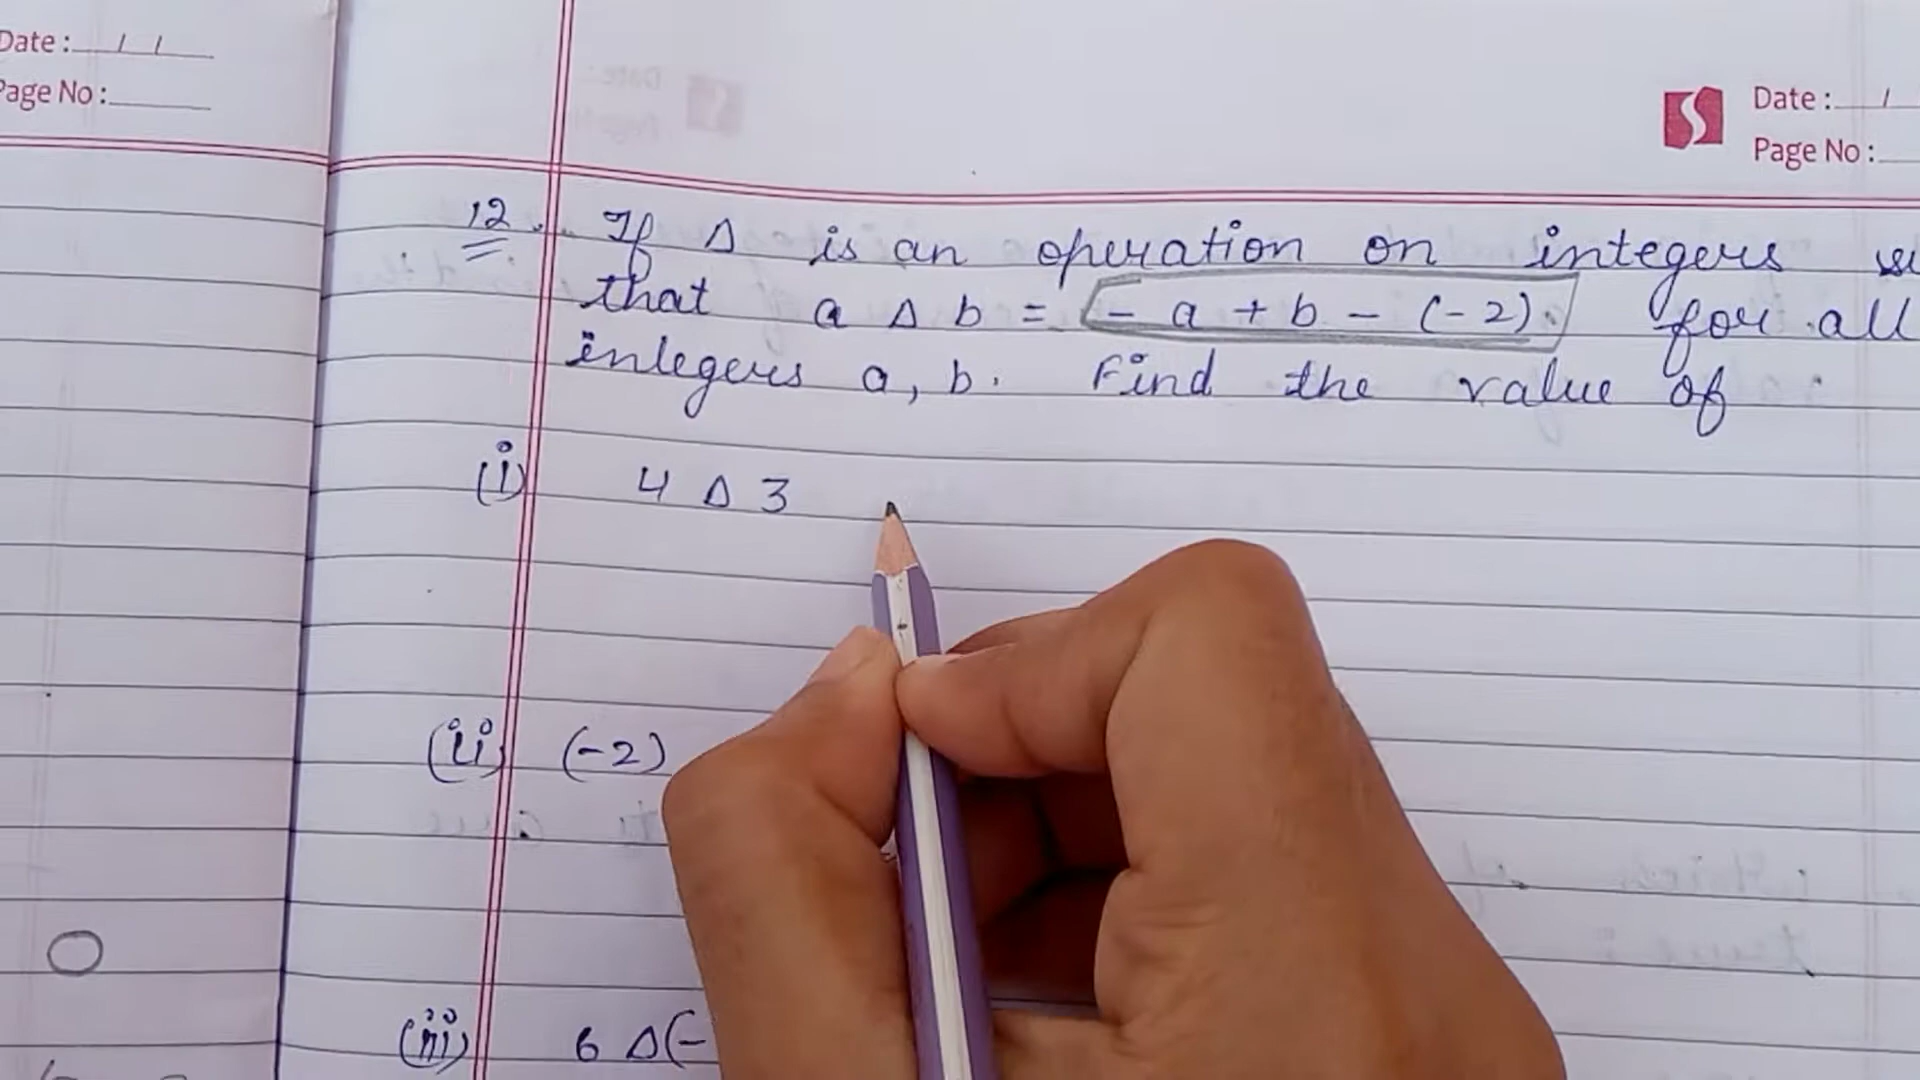 Date : / /
Page No :
Date : /
Page No :
12. If Δ is an operation on integers
that a Δ b = - a + b - (-2). for all
integers a, b. Find the value of
(i) 4 Δ 3
(ii) (-2)
(iii) 6 Δ (-